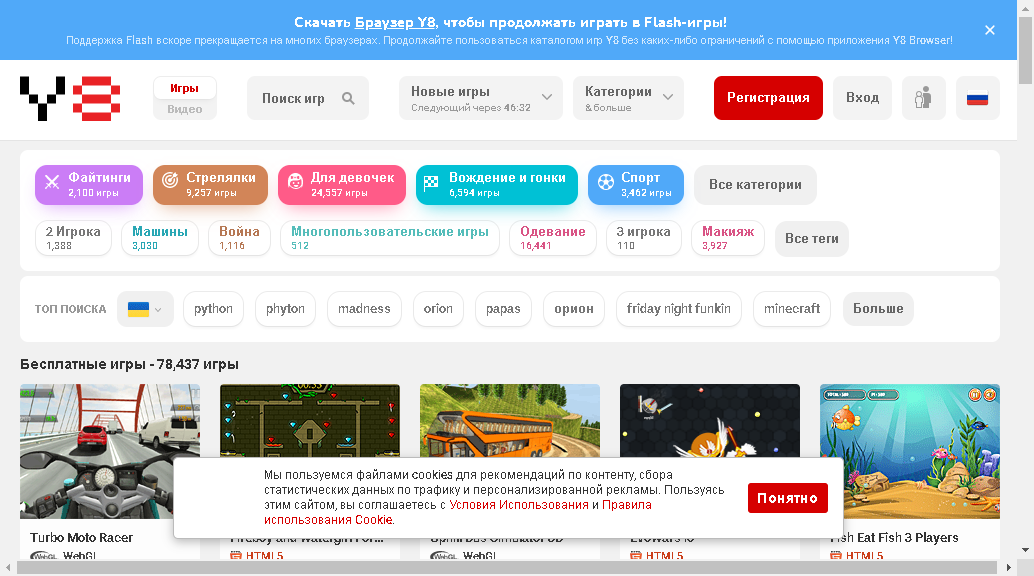 Скачать Браузер Y8, чтобы продолжать играть в Flash-игры!
Поддержка Flash вскоре прекращается на многих браузерах. Продолжайте пользоваться каталогом игр Y8 без каких-либо ограничений с помощью приложения Y8 Browser!
Y8
Игры
Видео
Поиск игр
Новые игры
Следующий через 46:32
Категории
& больше
Регистрация
Вход
Файтинги
2,100 игры
Стрелялки
9,257 игры
Для девочек
24,557 игры
Вождение и гонки
6,594 игры
Спорт
3,462 игры
Все категории
2 Игрока
1,388
Машины
3,030
Война
1,116
Многопользовательские игры
512
Одевание
16,441
3 игрока
110
Макияж
3,927
Все теги
ТОП ПОИСКА
python
phyton
madness
orion
papas
орион
friday night funkin
minecraft
Больше
Бесплатные игры - 78,437 игры
Мы пользуемся файлами cookies для рекомендаций по контенту, сбора
статистических данных по трафику и персонализированной рекламы. Пользуясь
этим сайтом, вы соглашаетесь с Условия Использования и Правила
использования Cookie.
Понятно
Turbo Moto Racer
WebGL
HTML5
WebGL
HTML5
Fish Eat Fish 3 Players
HTML5